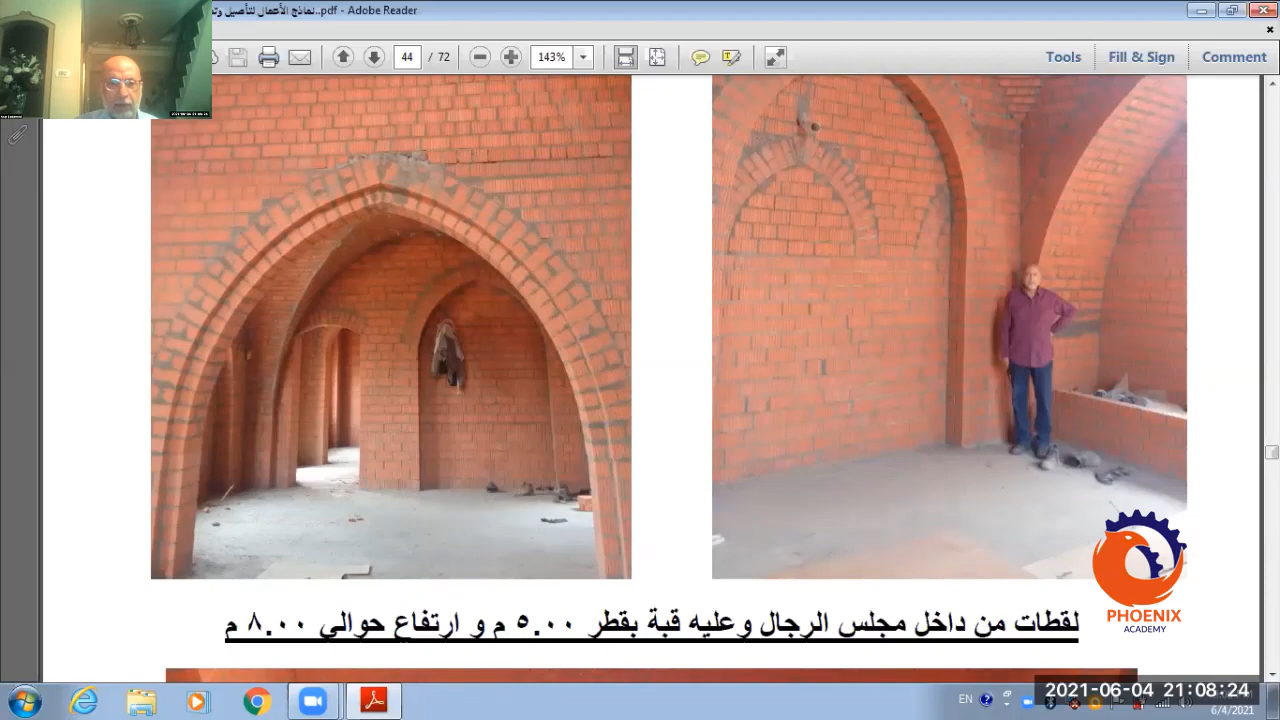 نماذج الأعمال لتأصيل وتح..pdf - Adobe Reader
44 / 72
143%
Tools
Fill & Sign
Comment
PHOENIX
ACADEMY
لقطات من داخل مجلس الرجال وعليه قبة بقطر ٥.٠٠ م و ارتفاع حوالي ٨.٠٠ م
EN
2021-06-04 21:08:24
6/4/2021